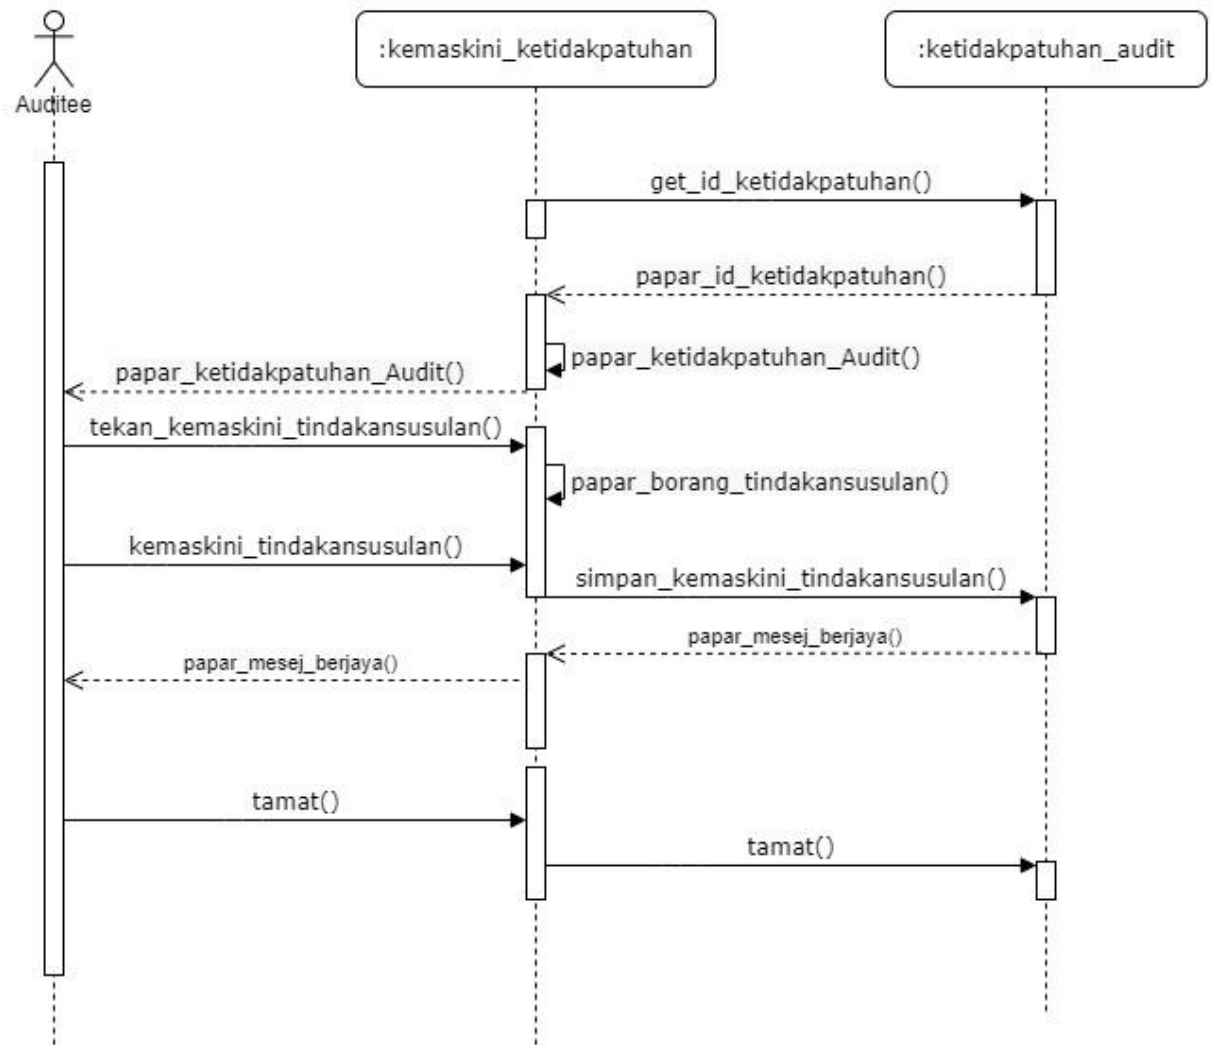 :kemaskini_ketidakpatuhan
:ketidakpatuhan_audit
Auditee
get_id_ketidakpatuhan()
papar_id_ketidakpatuhan()
papar_ketidakpatuhan_Audit()
papar_ketidakpatuhan_Audit()
tekan_kemaskini_tindakansusulan()
papar_borang_tindakansusulan()
kemaskini_tindakansusulan()
simpan_kemaskini_tindakansusulan()
papar_mesej_berjaya()
papar_mesej_berjaya()
tamat()
tamat()